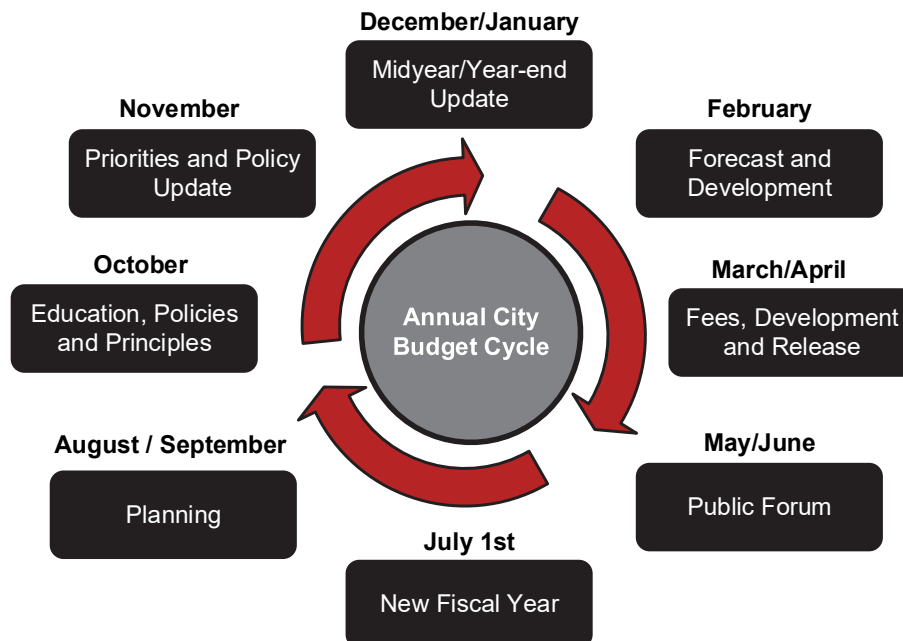 December/January
Midyear/Year-end
Update
February
Forecast and
Development
March/April
Fees, Development
and Release
May/June
Public Forum
July 1st
New Fiscal Year
August / September
Planning
October
Education, Policies
and Principles
November
Priorities and Policy
Update
Annual City
Budget Cycle